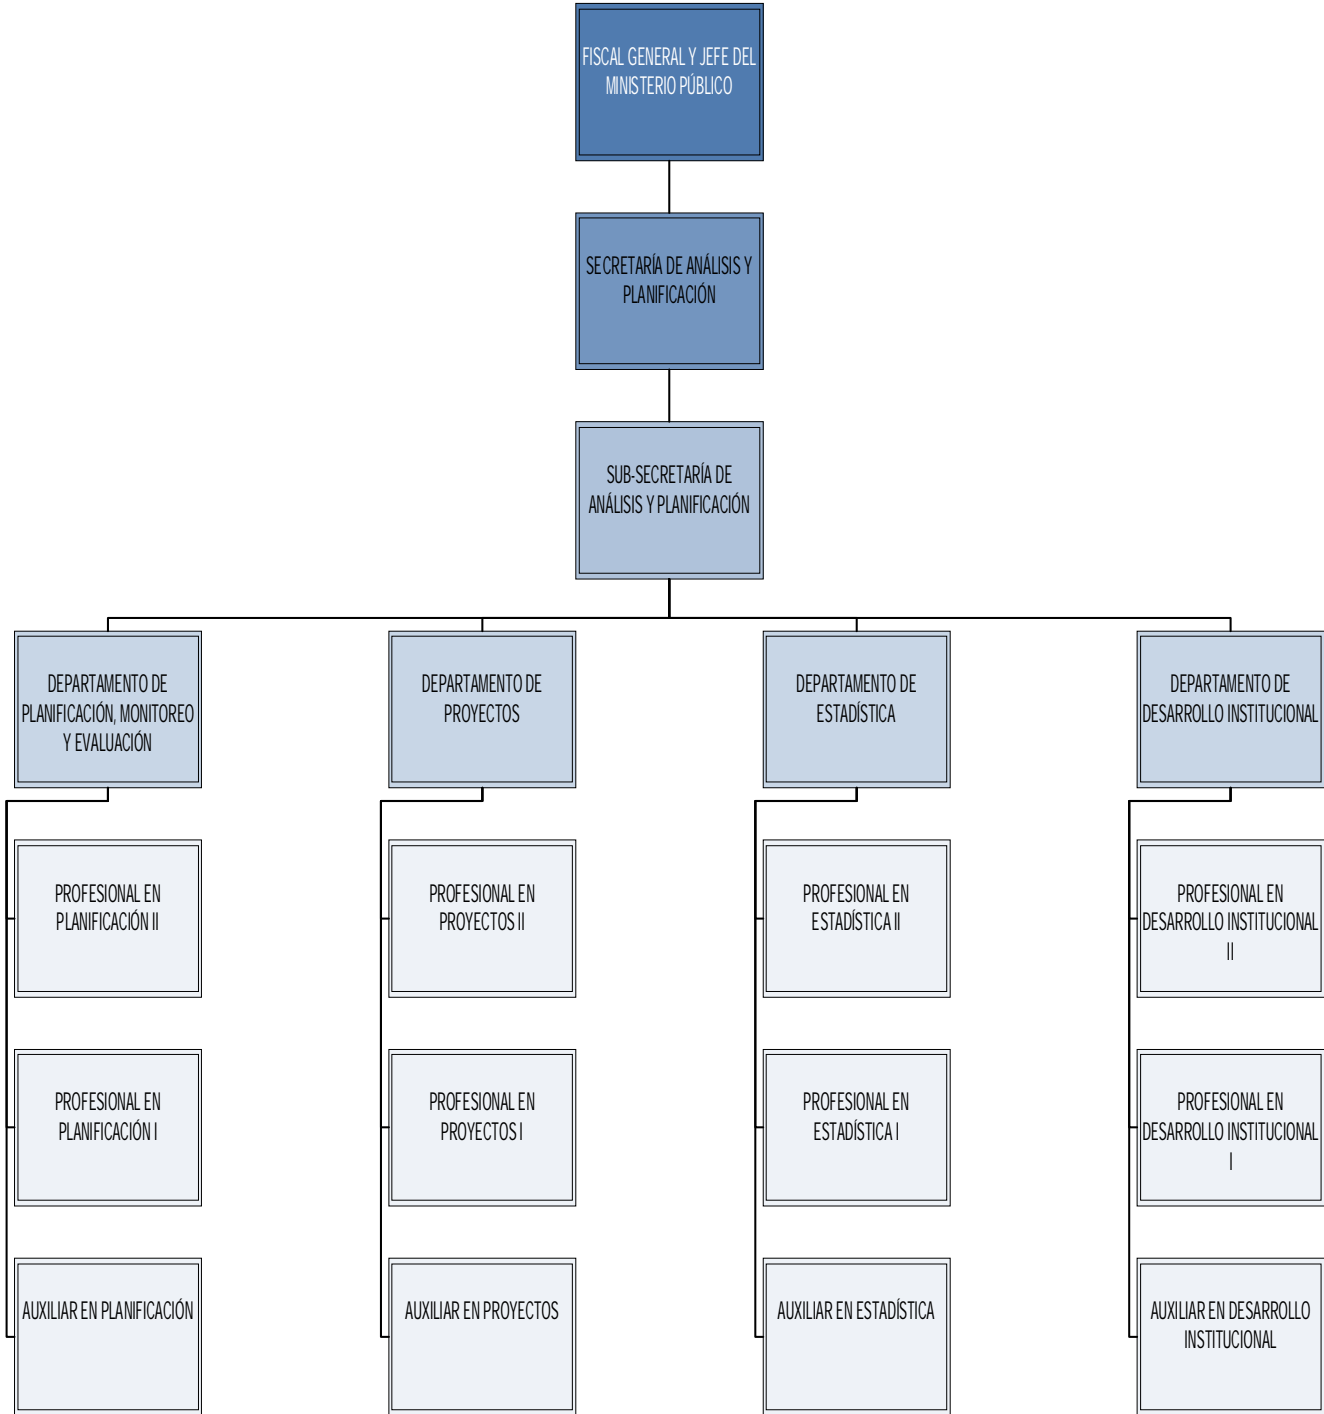 FISCAL GENERAL Y JEFE DEL
MINISTERIO PÚBLICO
SECRETARÍA DE ANÁLISIS Y
PLANIFICACIÓN
SUB-SECRETARÍA DE
ANÁLISIS Y PLANIFICACIÓN
DEPARTAMENTO DE
PLANIFICACIÓN, MONITOREO
Y EVALUACIÓN
DEPARTAMENTO DE
PROYECTOS
DEPARTAMENTO DE
ESTADÍSTICA
DEPARTAMENTO DE
DESARROLLO INSTITUCIONAL
PROFESIONAL EN
PLANIFICACIÓN II
PROFESIONAL EN
PROYECTOS II
PROFESIONAL EN
ESTADÍSTICA II
PROFESIONAL EN
DESARROLLO INSTITUCIONAL
II
PROFESIONAL EN
PLANIFICACIÓN I
PROFESIONAL EN
PROYECTOS I
PROFESIONAL EN
ESTADÍSTICA I
PROFESIONAL EN
DESARROLLO INSTITUCIONAL
I
AUXILIAR EN PLANIFICACIÓN
AUXILIAR EN PROYECTOS
AUXILIAR EN ESTADÍSTICA
AUXILIAR EN DESARROLLO
INSTITUCIONAL